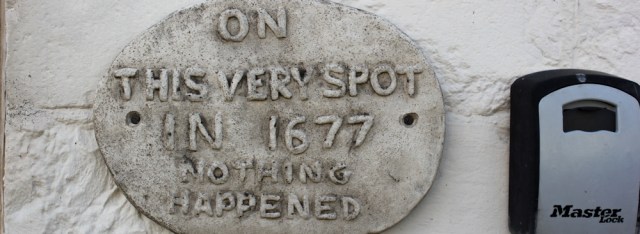 ON
THIS VERY SPOT
IN 1677
NOTHING
HAPPENED
Master
Lock